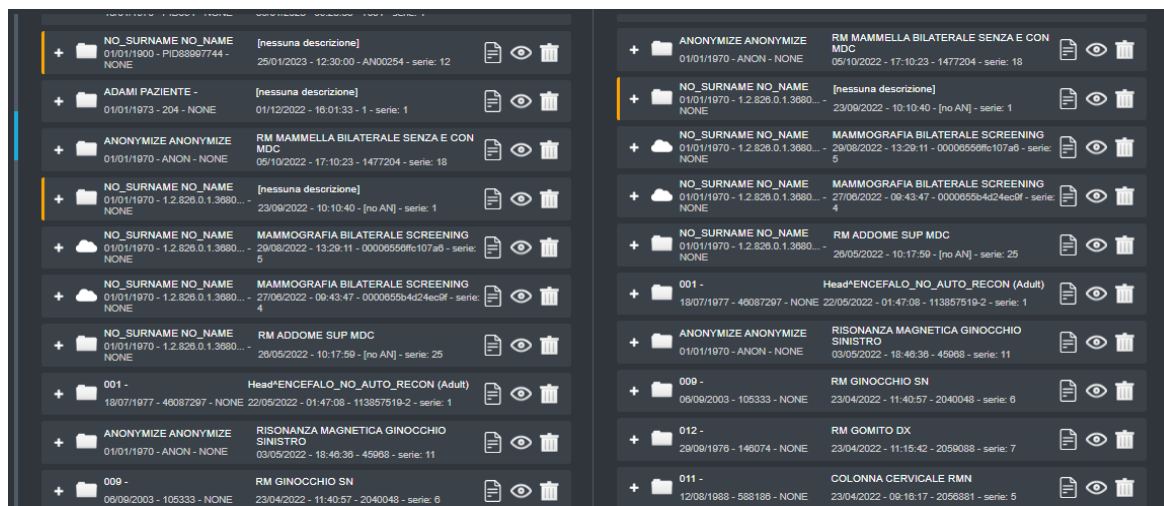 NO_SURNAME NO_NAME
01/01/1900 - PID88997744 -
NONE
[nessuna descrizione]
25/01/2023 - 12:30:00 - AN00254 - serie: 12
ADAMI PAZIENTE -
01/01/1973 - 204 - NONE
[nessuna descrizione]
01/12/2022 - 16:01:33 - 1 - serie: 1
ANONYMIZE ANONYMIZE
01/01/1970 - ANON - NONE
RM MAMMELLA BILATERALE SENZA E CON
MDC
05/10/2022 - 17:10:23 - 1477204 - serie: 18
NO_SURNAME NO_NAME
01/01/1970 - 1.2.826.0.1.3680... -
NONE
[nessuna descrizione]
23/09/2022 - 10:10:40 - [no AN] - serie: 1
NO_SURNAME NO_NAME
01/01/1970 - 1.2.826.0.1.3680... -
NONE
MAMMOGRAFIA BILATERALE SCREENING
29/08/2022 - 13:29:11 - 00006556ffc107a6 - serie:
5
NO_SURNAME NO_NAME
01/01/1970 - 1.2.826.0.1.3680... -
NONE
MAMMOGRAFIA BILATERALE SCREENING
27/06/2022 - 09:43:47 - 0000655b4d24ec9f - serie:
4
NO_SURNAME NO_NAME
01/01/1970 - 1.2.826.0.1.3680... -
NONE
RM ADDOME SUP MDC
26/05/2022 - 10:17:59 - [no AN] - serie: 25
001 -
18/07/1977 - 46087297 - NONE
Head^ENCEFALO_NO_AUTO_RECON (Adult)
22/05/2022 - 01:47:08 - 113857519-2 - serie: 1
ANONYMIZE ANONYMIZE
01/01/1970 - ANON - NONE
RISONANZA MAGNETICA GINOCCHIO
SINISTRO
03/05/2022 - 18:46:36 - 45968 - serie: 11
009 -
06/09/2003 - 105333 - NONE
RM GINOCCHIO SN
23/04/2022 - 11:40:57 - 2040048 - serie: 6
ANONYMIZE ANONYMIZE
01/01/1970 - ANON - NONE
RM MAMMELLA BILATERALE SENZA E CON
MDC
05/10/2022 - 17:10:23 - 1477204 - serie: 18
NO_SURNAME NO_NAME
01/01/1970 - 1.2.826.0.1.3680... -
NONE
[nessuna descrizione]
23/09/2022 - 10:10:40 - [no AN] - serie: 1
NO_SURNAME NO_NAME
01/01/1970 - 1.2.826.0.1.3680... -
NONE
MAMMOGRAFIA BILATERALE SCREENING
29/08/2022 - 13:29:11 - 00006556ffc107a6 - serie:
5
NO_SURNAME NO_NAME
01/01/1970 - 1.2.826.0.1.3680... -
NONE
MAMMOGRAFIA BILATERALE SCREENING
27/06/2022 - 09:43:47 - 0000655b4d24ec9f - serie:
4
NO_SURNAME NO_NAME
01/01/1970 - 1.2.826.0.1.3680... -
NONE
RM ADDOME SUP MDC
26/05/2022 - 10:17:59 - [no AN] - serie: 25
001 -
18/07/1977 - 46087297 - NONE
Head^ENCEFALO_NO_AUTO_RECON (Adult)
22/05/2022 - 01:47:08 - 113857519-2 - serie: 1
ANONYMIZE ANONYMIZE
01/01/1970 - ANON - NONE
RISONANZA MAGNETICA GINOCCHIO
SINISTRO
03/05/2022 - 18:46:36 - 45968 - serie: 11
009 -
06/09/2003 - 105333 - NONE
RM GINOCCHIO SN
23/04/2022 - 11:40:57 - 2040048 - serie: 6
012 -
29/09/1976 - 146074 - NONE
RM GOMITO DX
23/04/2022 - 11:15:42 - 2059088 - serie: 7
011 -
12/08/1988 - 588186 - NONE
COLONNA CERVICALE RMN
23/04/2022 - 09:16:17 - 2056881 - serie: 5